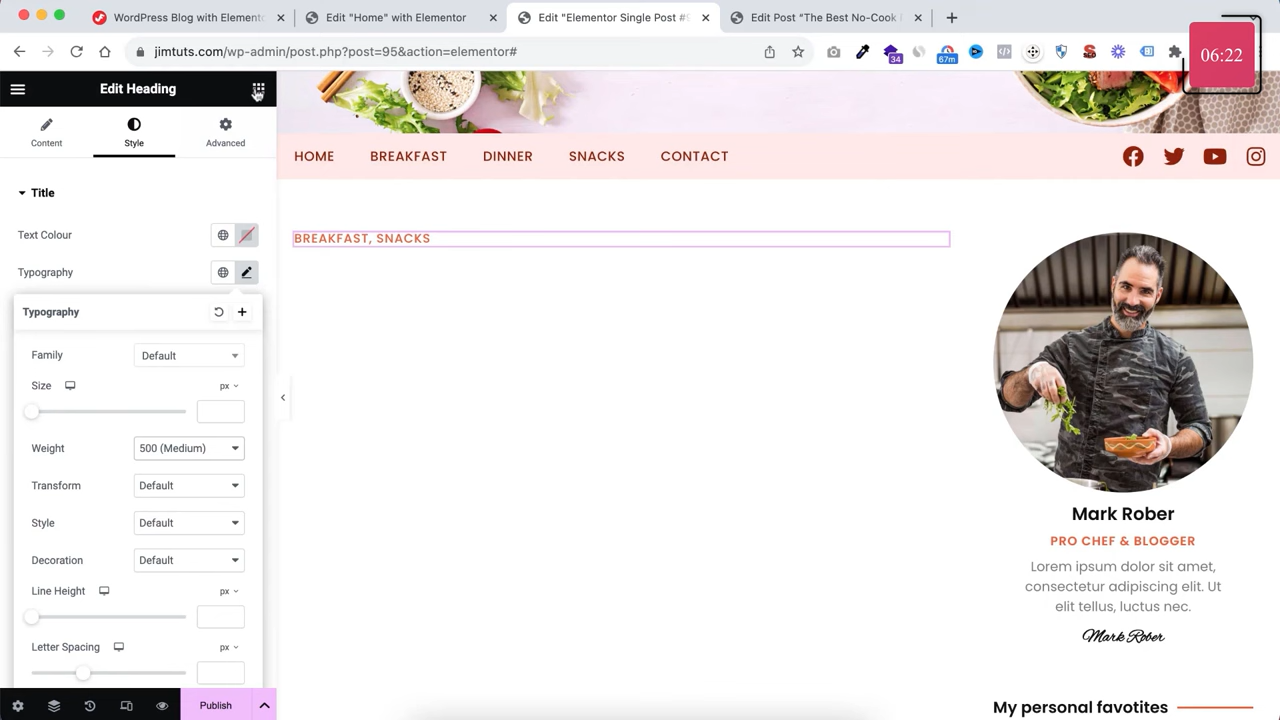 WordPress Blog with Elemento
Edit "Home" with Elementor
Edit "Elementor Single Post #9
Edit Post "The Best No-Cook
06:22
jimtuts.com/wp-admin/post.php?post=95&action=elementor#
34
67m
Edit Heading
Content
Style
Advanced
HOME
BREAKFAST
DINNER
SNACKS
CONTACT
Title
Text Colour
BREAKFAST, SNACKS
Typography
Typography
Family
Default
Size
px
Weight
500 (Medium)
Transform
Default
Style
Default
Decoration
Default
Line Height
px
Letter Spacing
px
Publish
Mark Rober
PRO CHEF & BLOGGER
Lorem ipsum dolor sit amet,
consectetur adipiscing elit. Ut
elit tellus, luctus nec.
Mark Rober
My personal favotites